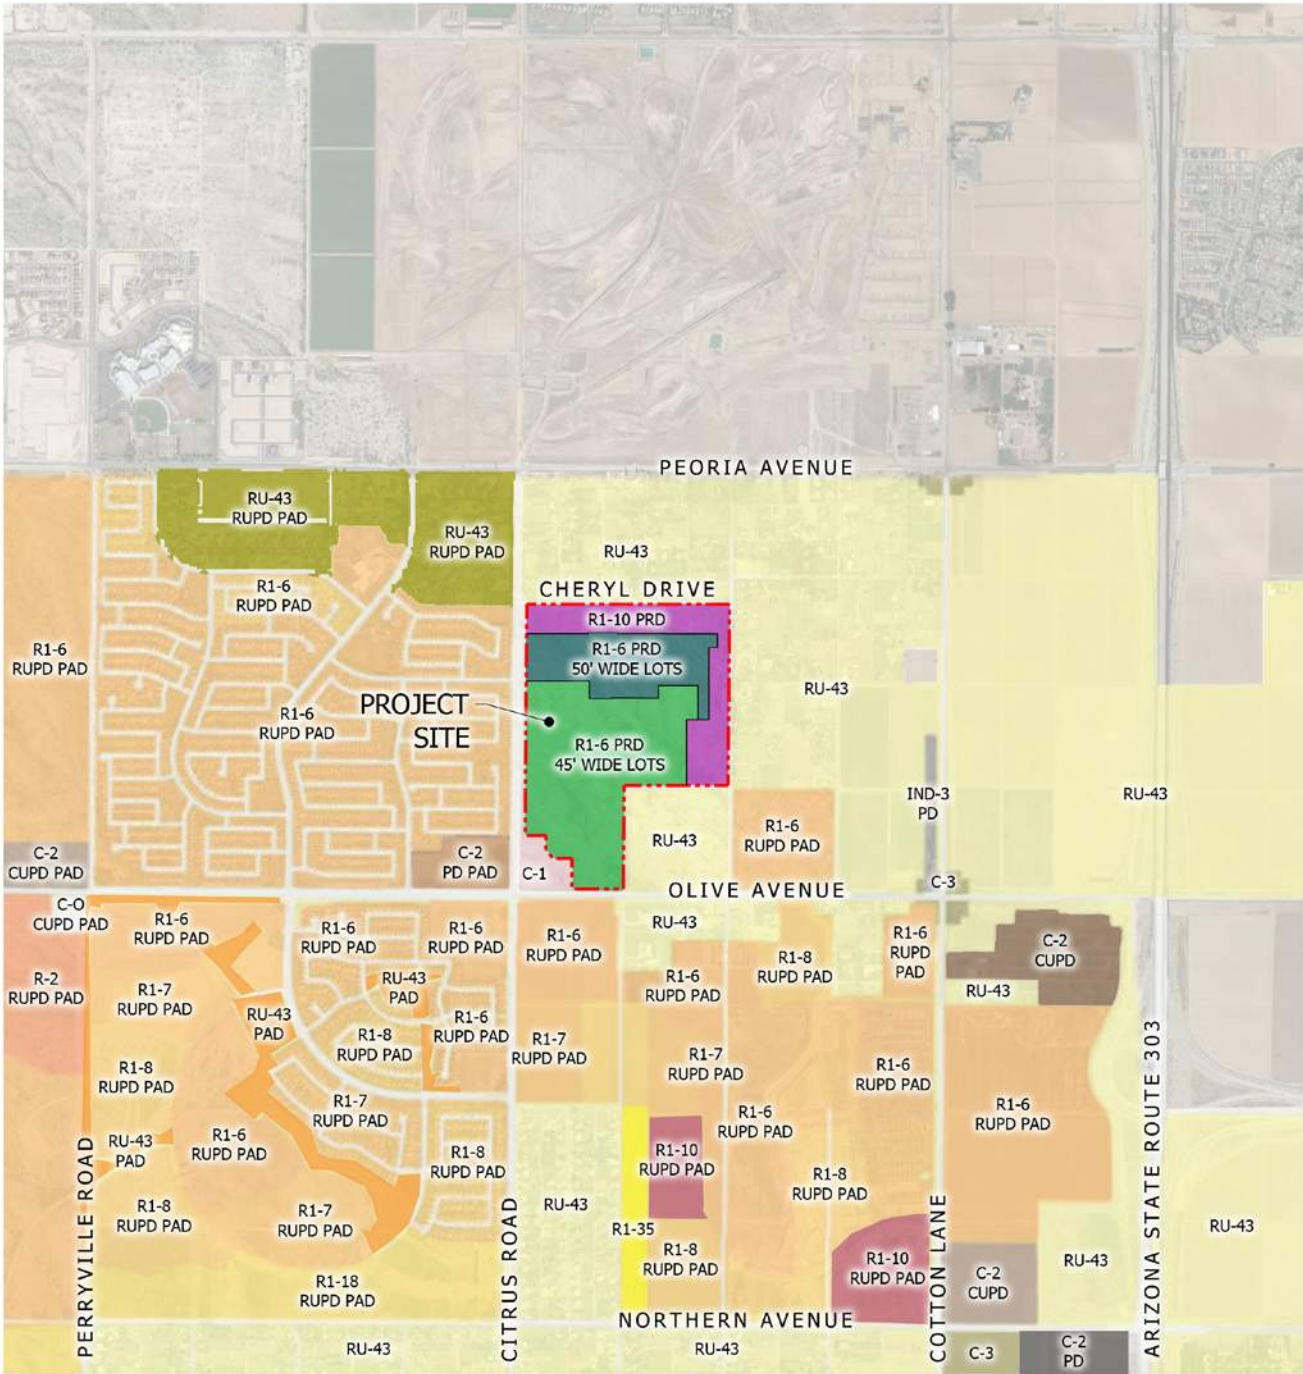 PEORIA AVENUE
RU-43
RUPD PAD
RU-43
RUPD PAD
RU-43
CHERYL DRIVE
R1-6
RUPD PAD
R1-10 PRD
R1-6
RUPD PAD
R1-6 PRD
50' WIDE LOTS
RU-43
PROJECT
SITE
R1-6
RUPD PAD
R1-6 PRD
45' WIDE LOTS
IND-3
PD
RU-43
RU-43
R1-6
RUPD PAD
C-2
CUPD PAD
C-2
PD PAD
C-1
C-3
OLIVE AVENUE
C-O
CUPD PAD
R1-6
RUPD PAD
R1-6
RUPD PAD
R1-6
RUPD PAD
R1-6
RUPD PAD
RU-43
R1-6
RUPD
PAD
C-2
CUPD
R-2
RUPD PAD
R1-7
RUPD PAD
RU-43
PAD
RU-43
PAD
R1-6
RUPD PAD
R1-8
RUPD PAD
RU-43
R1-6
RUPD PAD
R1-8
RUPD PAD
R1-7
RUPD PAD
R1-7
RUPD PAD
R1-6
RUPD PAD
R1-8
RUPD PAD
R1-7
RUPD PAD
R1-6
RUPD PAD
R1-6
RUPD PAD
RU-43
PAD
R1-6
RUPD PAD
R1-8
RUPD PAD
R1-10
RUPD PAD
R1-8
RUPD PAD
R1-8
RUPD PAD
R1-7
RUPD PAD
RU-43
R1-35
R1-8
RUPD PAD
R1-10
RUPD PAD
RU-43
RU-43
R1-18
RUPD PAD
C-2
CUPD
NORTHERN AVENUE
RU-43
RU-43
C-3
C-2
PD
PERRYVILLE ROAD
CITRUS ROAD
COTTON LANE
ARIZONA STATE ROUTE 303